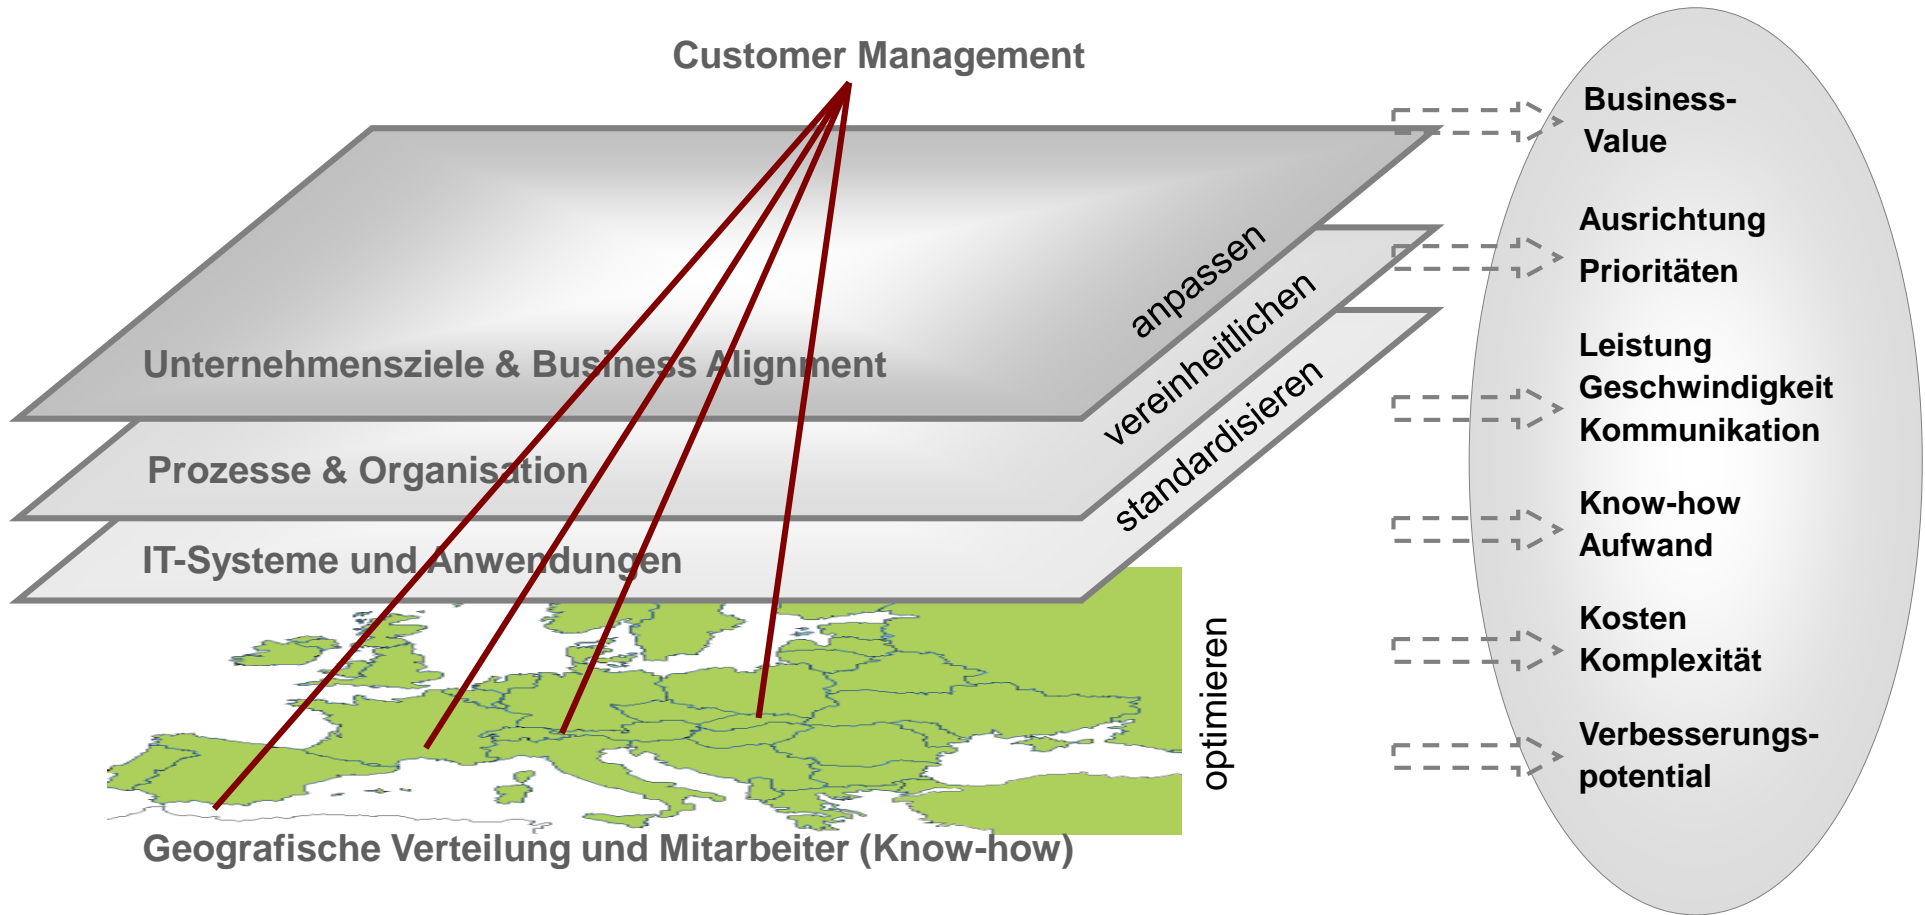 Customer Management
Unternehmensziele & Business Alignment
Prozesse & Organisation
IT-Systeme und Anwendungen
Geografische Verteilung und Mitarbeiter (Know-how)
anpassen
vereinheitlichen
standardisieren
optimieren
Business-
Value
Ausrichtung
Prioritäten
Leistung
Geschwindigkeit
Kommunikation
Know-how
Aufwand
Kosten
Komplexität
Verbesserungs-
potential